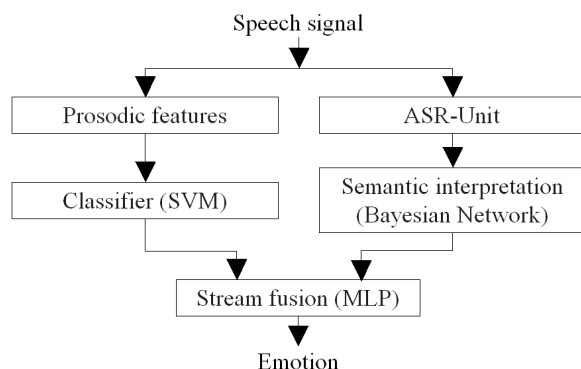 Speech signal
Prosodic features
ASR-Unit
Classifier (SVM)
Semantic interpretation
(Bayesian Network)
Stream fusion (MLP)
Emotion